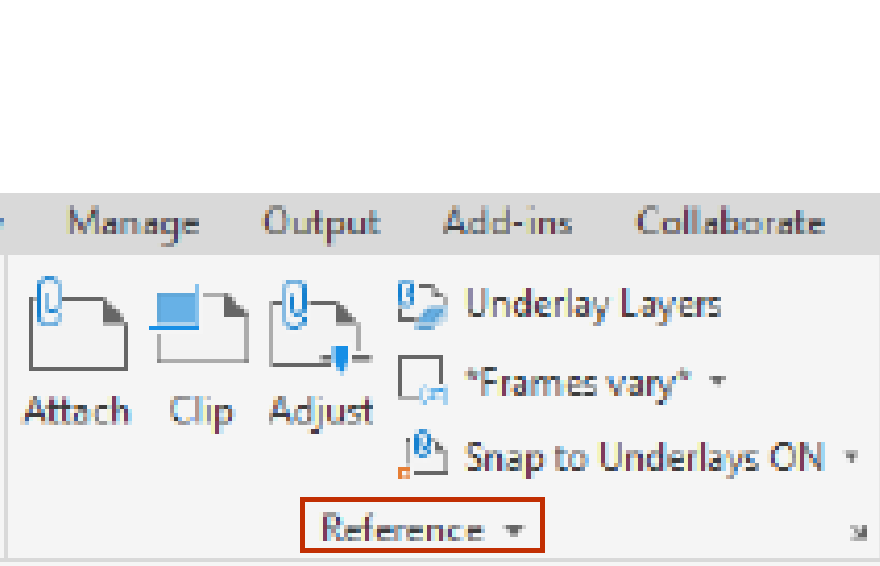 Manage Output Add-ins Collaborate
Attach Clip Adjust
Underlay Layers
*Frames vary*
Snap to Underlays ON
Reference